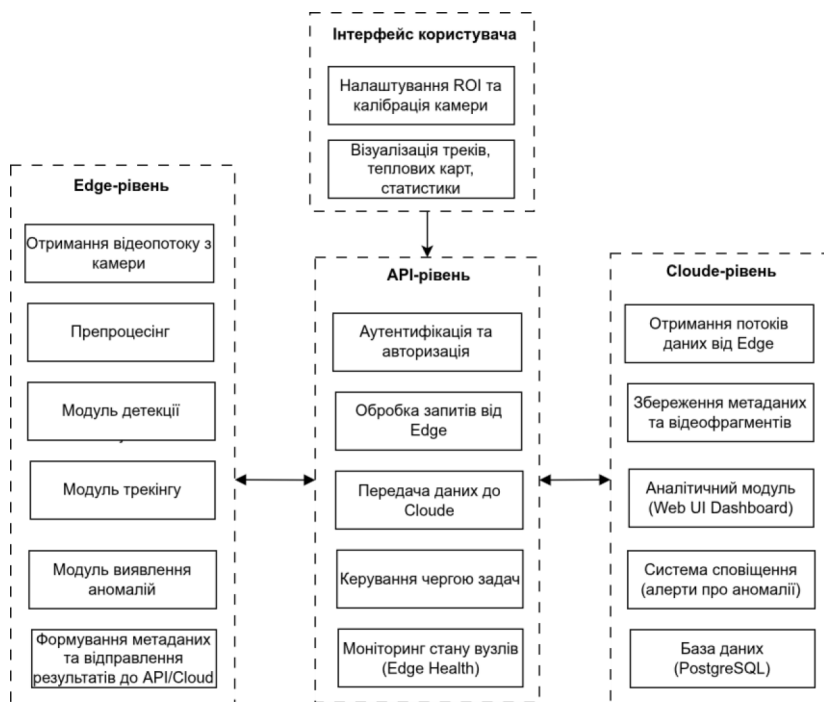 Інтерфейс користувача
Налаштування ROI та
калібрація камери
Візуалізація треків,
теплових карт,
статистики
Edge-рівень
Отримання відеопотоку з
камери
Препроцесінг
Модуль детекції
Модуль трекінгу
Модуль виявлення
аномалій
Формування метаданих
та відправлення
результатів до API/Cloud
API-рівень
Аутентифікація та
авторизація
Обробка запитів від
Edge
Передача даних до
Cloude
Керування чергою задач
Моніторинг стану вузлів
(Edge Health)
Cloude-рівень
Отримання потоків
даних від Edge
Збереження метаданих
та відеофрагментів
Аналітичний модуль
(Web UI Dashboard)
Система сповіщення
(алерти про аномалії)
База даних
(PostgreSQL)